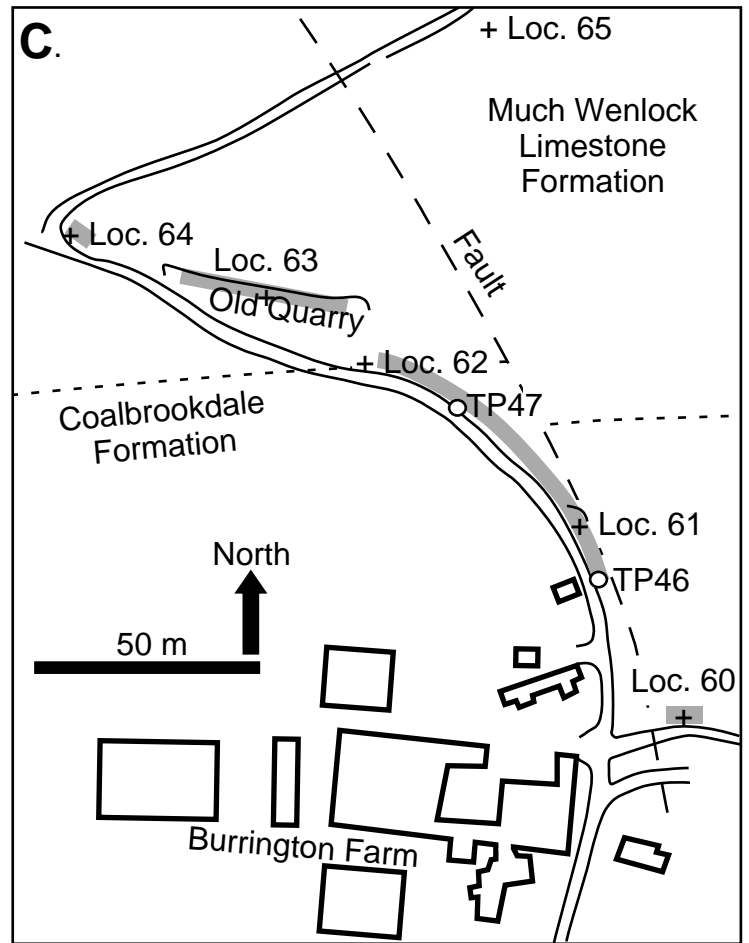 C.
Loc. 65
Much Wenlock
Limestone
Formation
Loc. 64
Loc. 63
Old Quarry
Fault
Loc. 62
TP47
Coalbrookdale
Formation
Loc. 61
North
TP46
50 m
Loc. 60
Burrington Farm